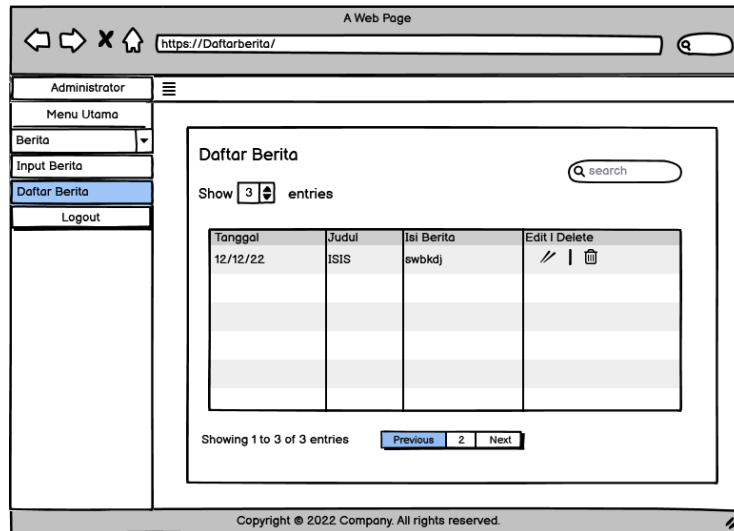 A Web Page
https://Daftarberita/
Administrator
Menu Utama
Berita
Input Berita
Daftar Berita
Logout
Daftar Berita
search
Show 3 entries
Tanggal Judul Isi Berita Edit | Delete
12/12/22 ISIS swbkdj |
Showing 1 to 3 of 3 entries Previous 2 Next
Copyright © 2022 Company. All rights reserved.